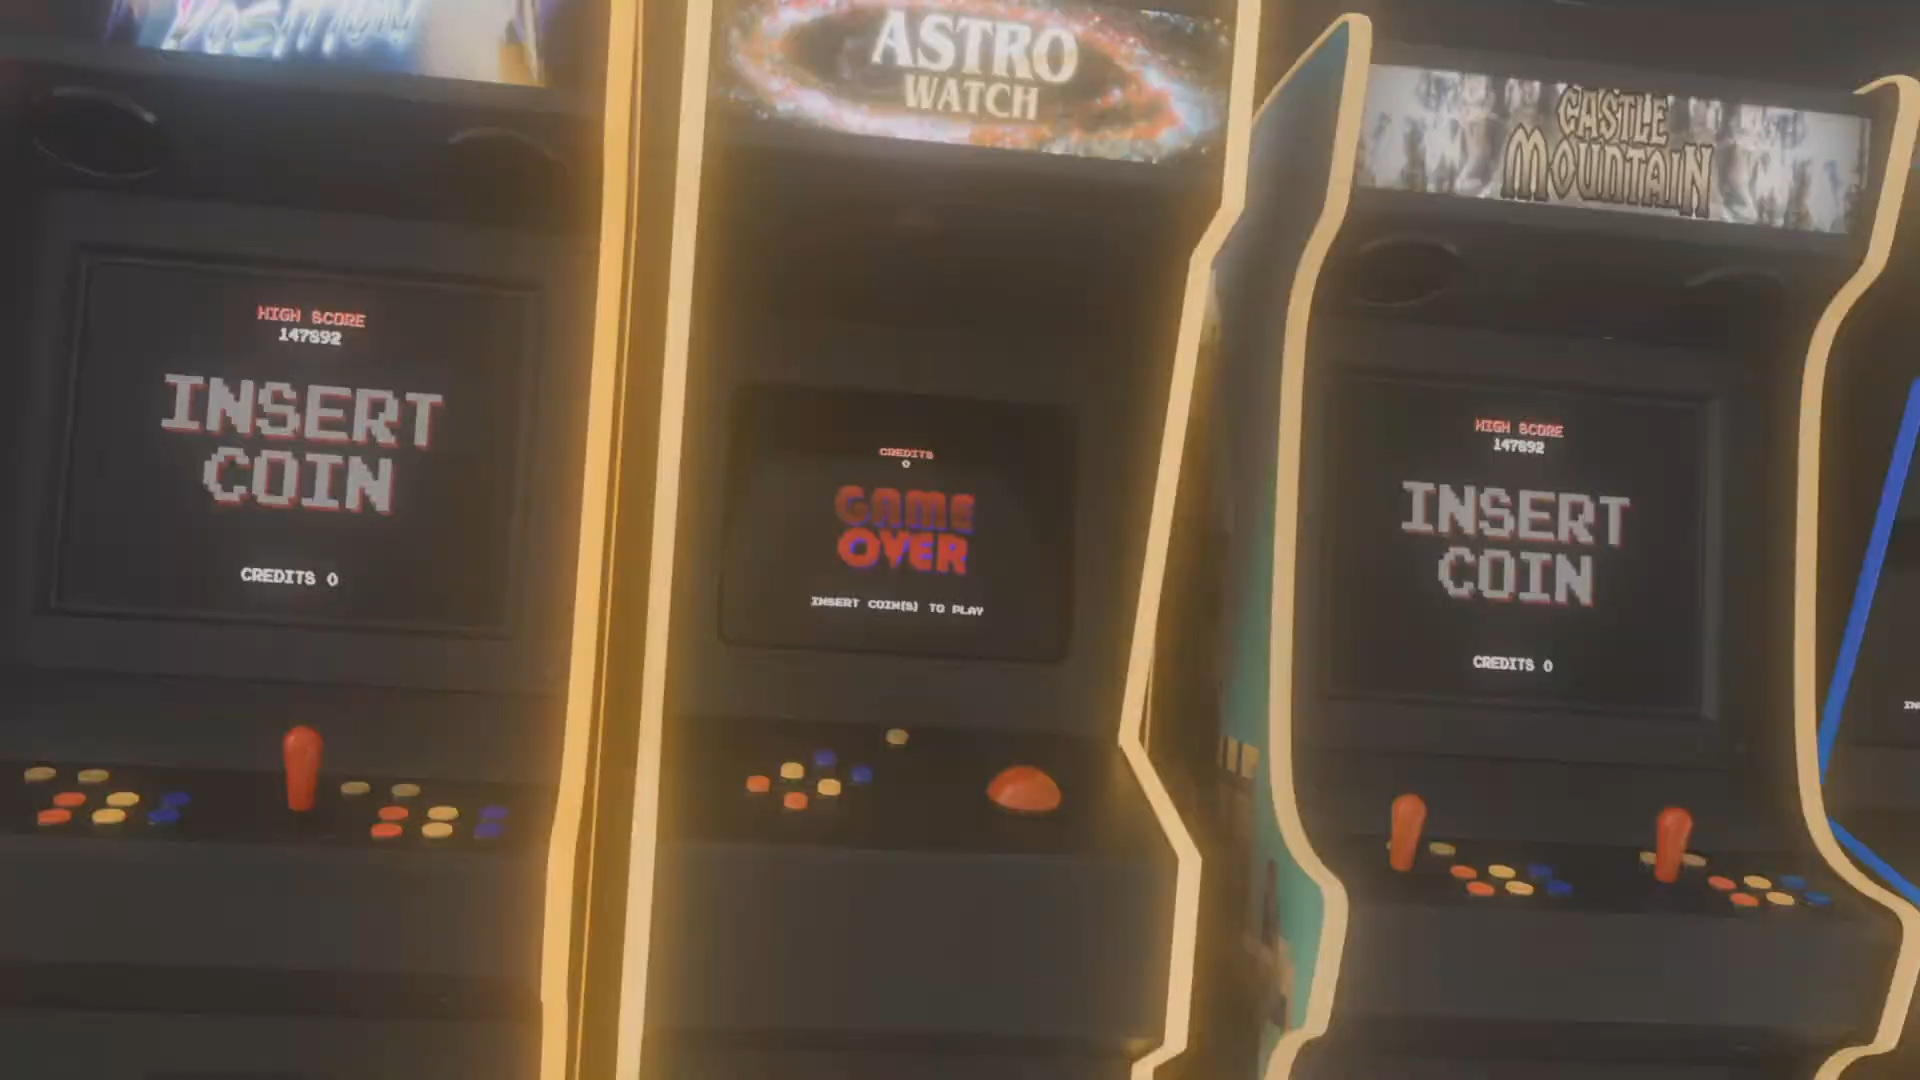 POSITION
HIGH SCORE
147892
INSERT
COIN
CREDITS 0
ASTRO
WATCH
CREDITS
0
GAME
OVER
INSERT COIN(S) TO PLAY
CASTLE
MOUNTAIN
HIGH SCORE
147892
INSERT
COIN
CREDITS 0